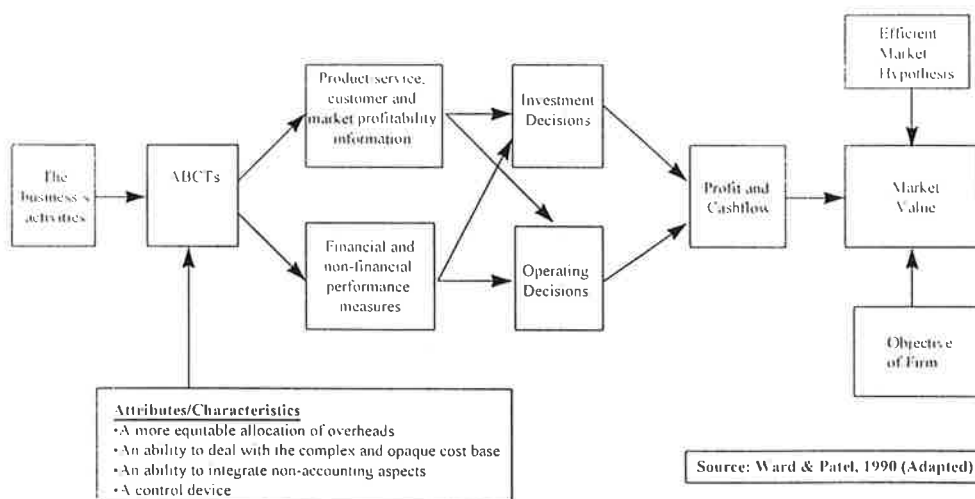 The
business's
activities
ABCTs
Product-service,
customer and
market profitability
information
Financial and
non-financial
performance
measures
Investment
Decisions
Operating
Decisions
Profit and
Cashflow
Efficient
Market
Hypothesis
Market
Value
Objective
of Firm
Attributes/Characteristics
•A more equitable allocation of overheads
•An ability to deal with the complex and opaque cost base
•An ability to integrate non-accounting aspects
•A control device
Source: Ward & Patel, 1990 (Adapted)